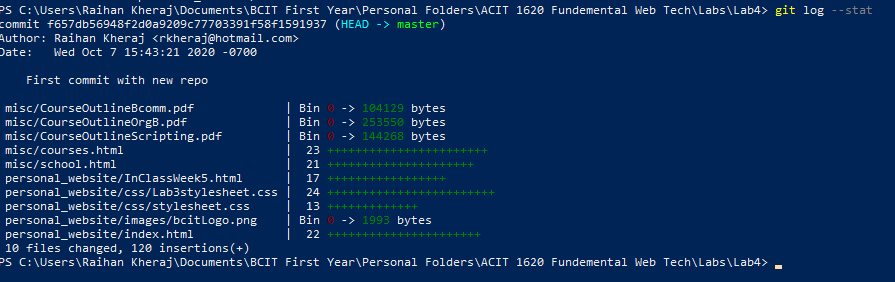 PS C:\Users\Raihan Kheraj\Documents\BCIT First Year\Personal Folders\ACIT 1620 Fundemental Web Tech\Labs\Lab4> git log --stat
commit f657db56948f2d0a9209c77703391f58f1591937 (HEAD -> master)
Author: Raihan Kheraj <rkheraj@hotmail.com>
Date:   Wed Oct 7 15:43:21 2020 -0700
First commit with new repo
misc/CourseOutlineBcomm.pdf | Bin 0 -> 104129 bytes
misc/CourseOutlineOrgB.pdf | Bin 0 -> 253550 bytes
misc/CourseOutlineScripting.pdf | Bin 0 -> 144268 bytes
misc/courses.html | 23 +++++++++++++++++++++++
misc/school.html | 21 +++++++++++++++++++++
personal_website/InClassWeek5.html | 17 +++++++++++++++++
personal_website/css/Lab3stylesheet.css | 24 ++++++++++++++++++++++++
personal_website/css/stylesheet.css | 13 +++++++++++++
personal_website/images/bcitLogo.png | Bin 0 -> 1993 bytes
personal_website/index.html | 22 ++++++++++++++++++++++
10 files changed, 120 insertions(+)
PS C:\Users\Raihan Kheraj\Documents\BCIT First Year\Personal Folders\ACIT 1620 Fundemental Web Tech\Labs\Lab4>